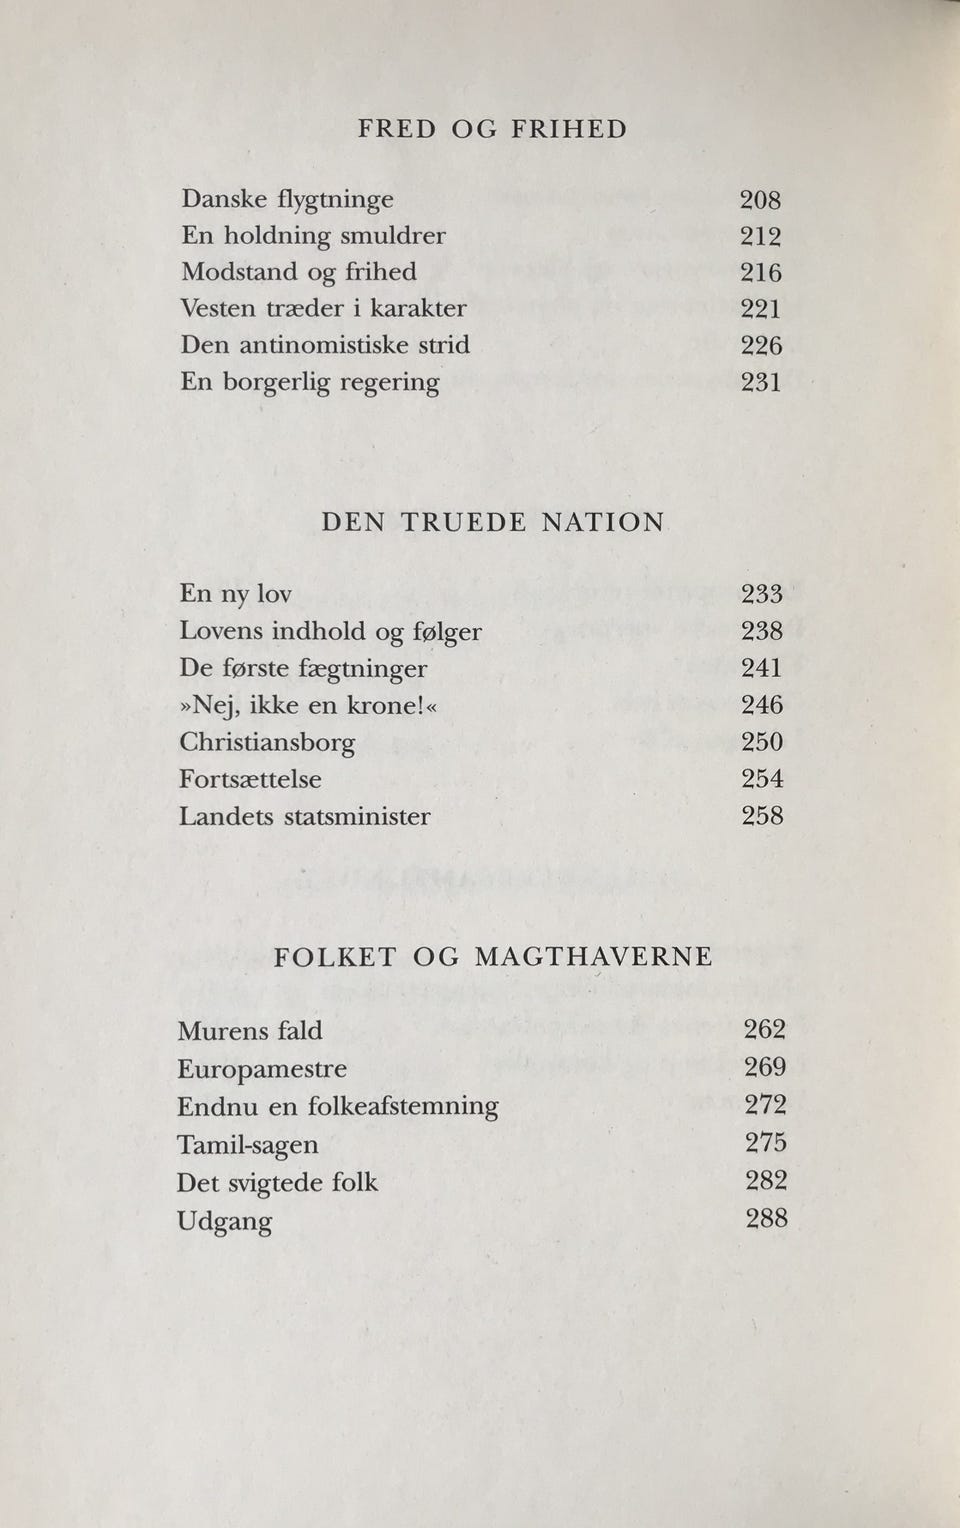 FRED OG FRIHED
Danske flygtninge 208
En holdning smuldrer 212
Modstand og frihed 216
Vesten træder i karakter 221
Den antinomistiske strid 226
En borgerlig regering 231
DEN TRUEDE NATION
En ny lov 233
Lovens indhold og følger 238
De første fægtninger 241
»Nej, ikke en krone!« 246
Christiansborg 250
Fortsættelse 254
Landets statsminister 258
FOLKET OG MAGTHAVERNE
Murens fald 262
Europamestre 269
Endnu en folkeafstemning 272
Tamil-sagen 275
Det svigtede folk 282
Udgang 288